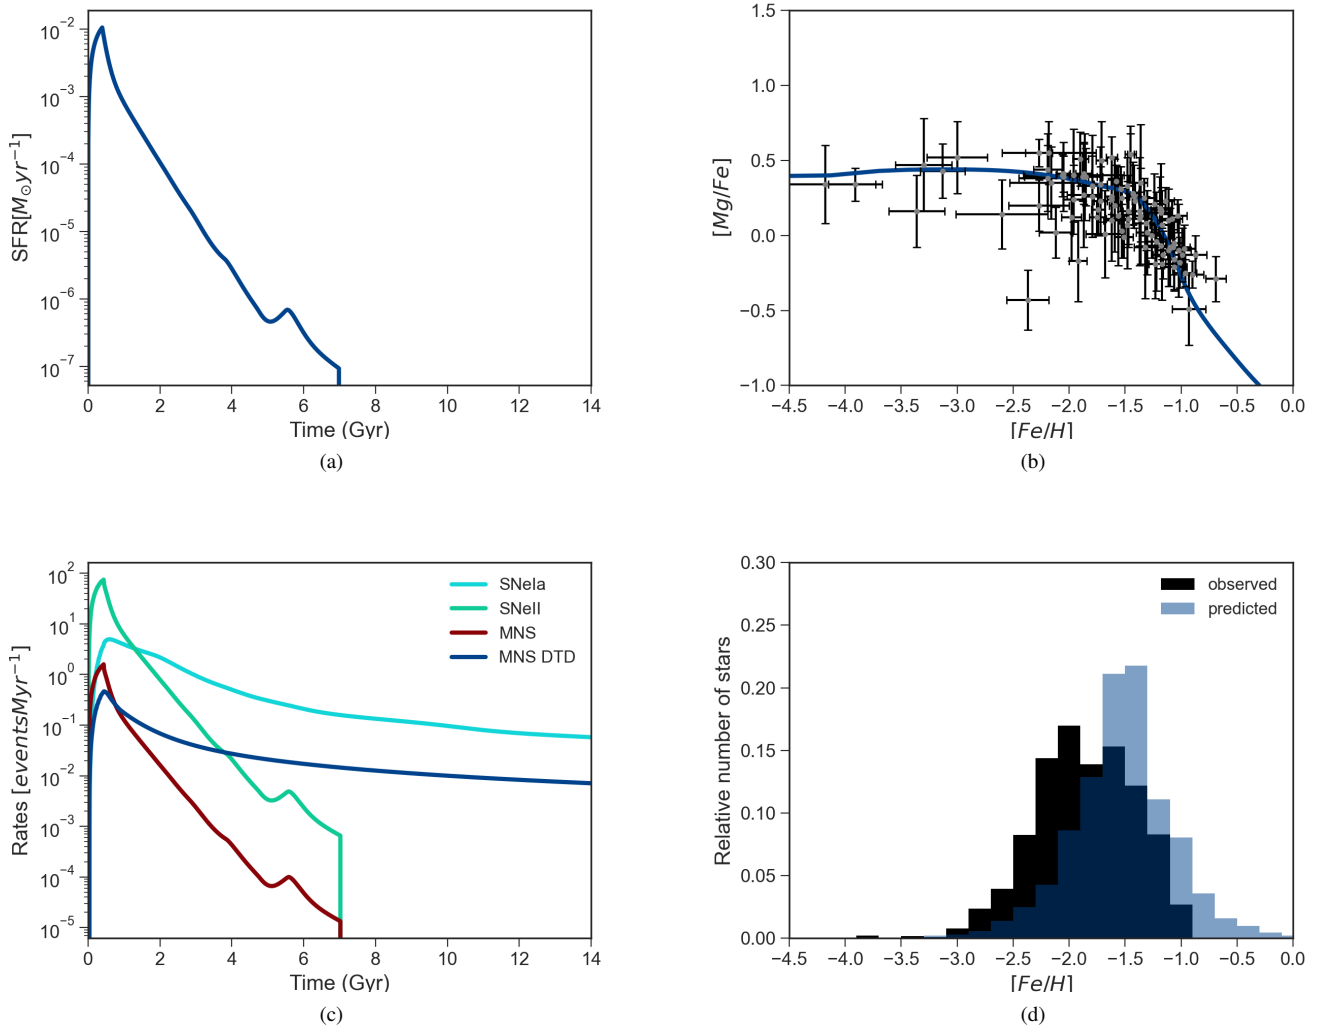 10⁻²
10⁻³
10⁻⁴
10⁻⁵
10⁻⁶
10⁻⁷
SFR[M⊙yr⁻¹]
0 2 4 6 8 10 12 14
Time (Gyr)
(a)
1.5
1.0
0.5
0.0
−0.5
−1.0
[Mg/Fe]
−4.5 −4.0 −3.5 −3.0 −2.5 −2.0 −1.5 −1.0 −0.5 0.0
[Fe/H]
(b)
10²
10¹
10⁰
10⁻¹
10⁻²
10⁻³
10⁻⁴
10⁻⁵
Rates [eventsMyr⁻¹]
SNeIa
SNeII
MNS
MNS DTD
0 2 4 6 8 10 12 14
Time (Gyr)
(c)
0.30
0.25
0.20
0.15
0.10
0.05
0.00
Relative number of stars
observed
predicted
−4.5 −4.0 −3.5 −3.0 −2.5 −2.0 −1.5 −1.0 −0.5 0.0
[Fe/H]
(d)